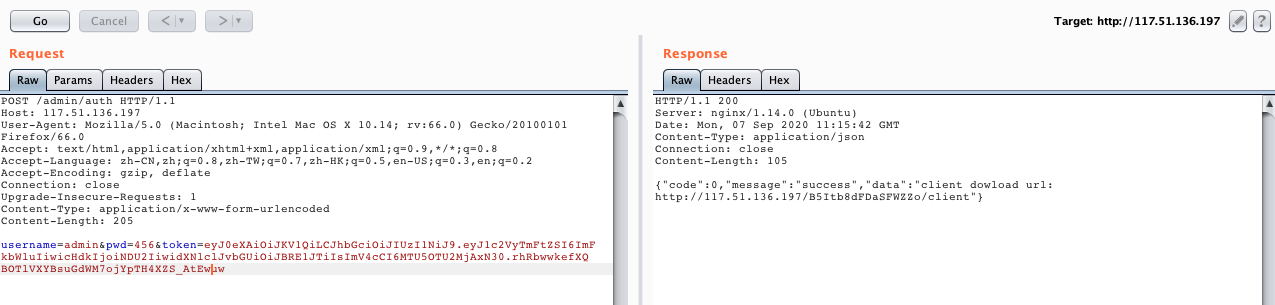 Go Cancel < > Target: http://117.51.136.197 ?
Request
Raw Params Headers Hex
POST /admin/auth HTTP/1.1
Host: 117.51.136.197
User-Agent: Mozilla/5.0 (Macintosh; Intel Mac OS X 10.14; rv:66.0) Gecko/20100101
Firefox/66.0
Accept: text/html,application/xhtml+xml,application/xml;q=0.9,*/*;q=0.8
Accept-Language: zh-CN,zh;q=0.8,zh-TW;q=0.7,zh-HK;q=0.5,en-US;q=0.3,en;q=0.2
Accept-Encoding: gzip, deflate
Connection: close
Upgrade-Insecure-Requests: 1
Content-Type: application/x-www-form-urlencoded
Content-Length: 205
username=admin&pwd=456&token=eyJ0eXAiOiJKV1QiLCJhbGciOiJIUzI1NiJ9.eyJ1c2VyTmFtZSI6ImF
kbWluIiwicHdkIjoiNDU2IiwidXNlclJvbGUiOiJBRE1JTiIsImV4cCI6MTU5OTU2MjAxN30.rhRbwwkefXQ
BOTlVXYBsuGdWM7ojYpTH4XZS_AtEwuw
Response
Raw Headers Hex
HTTP/1.1 200
Server: nginx/1.14.0 (Ubuntu)
Date: Mon, 07 Sep 2020 11:15:42 GMT
Content-Type: application/json
Connection: close
Content-Length: 105
{"code":0,"message":"success","data":"client dowload url:
http://117.51.136.197/B5Itb8dFDaSFWZZo/client"}